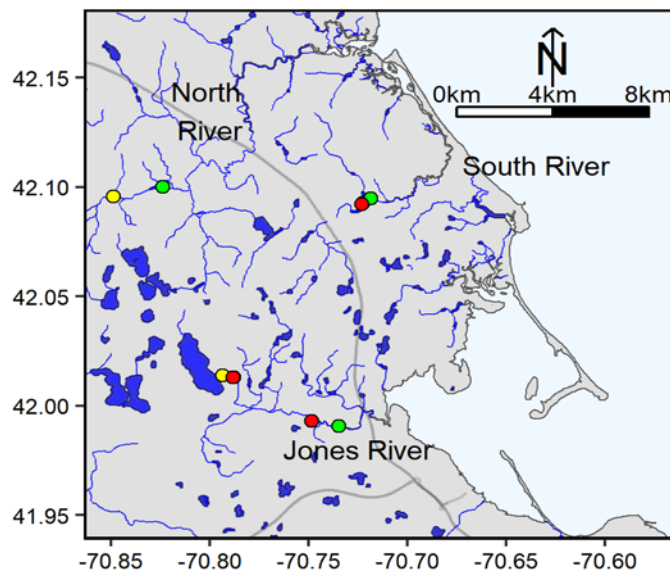 42.15
42.10
42.05
42.00
41.95
North
River
N
0km 4km 8km
South River
Jones River
-70.85 -70.80 -70.75 -70.70 -70.65 -70.60